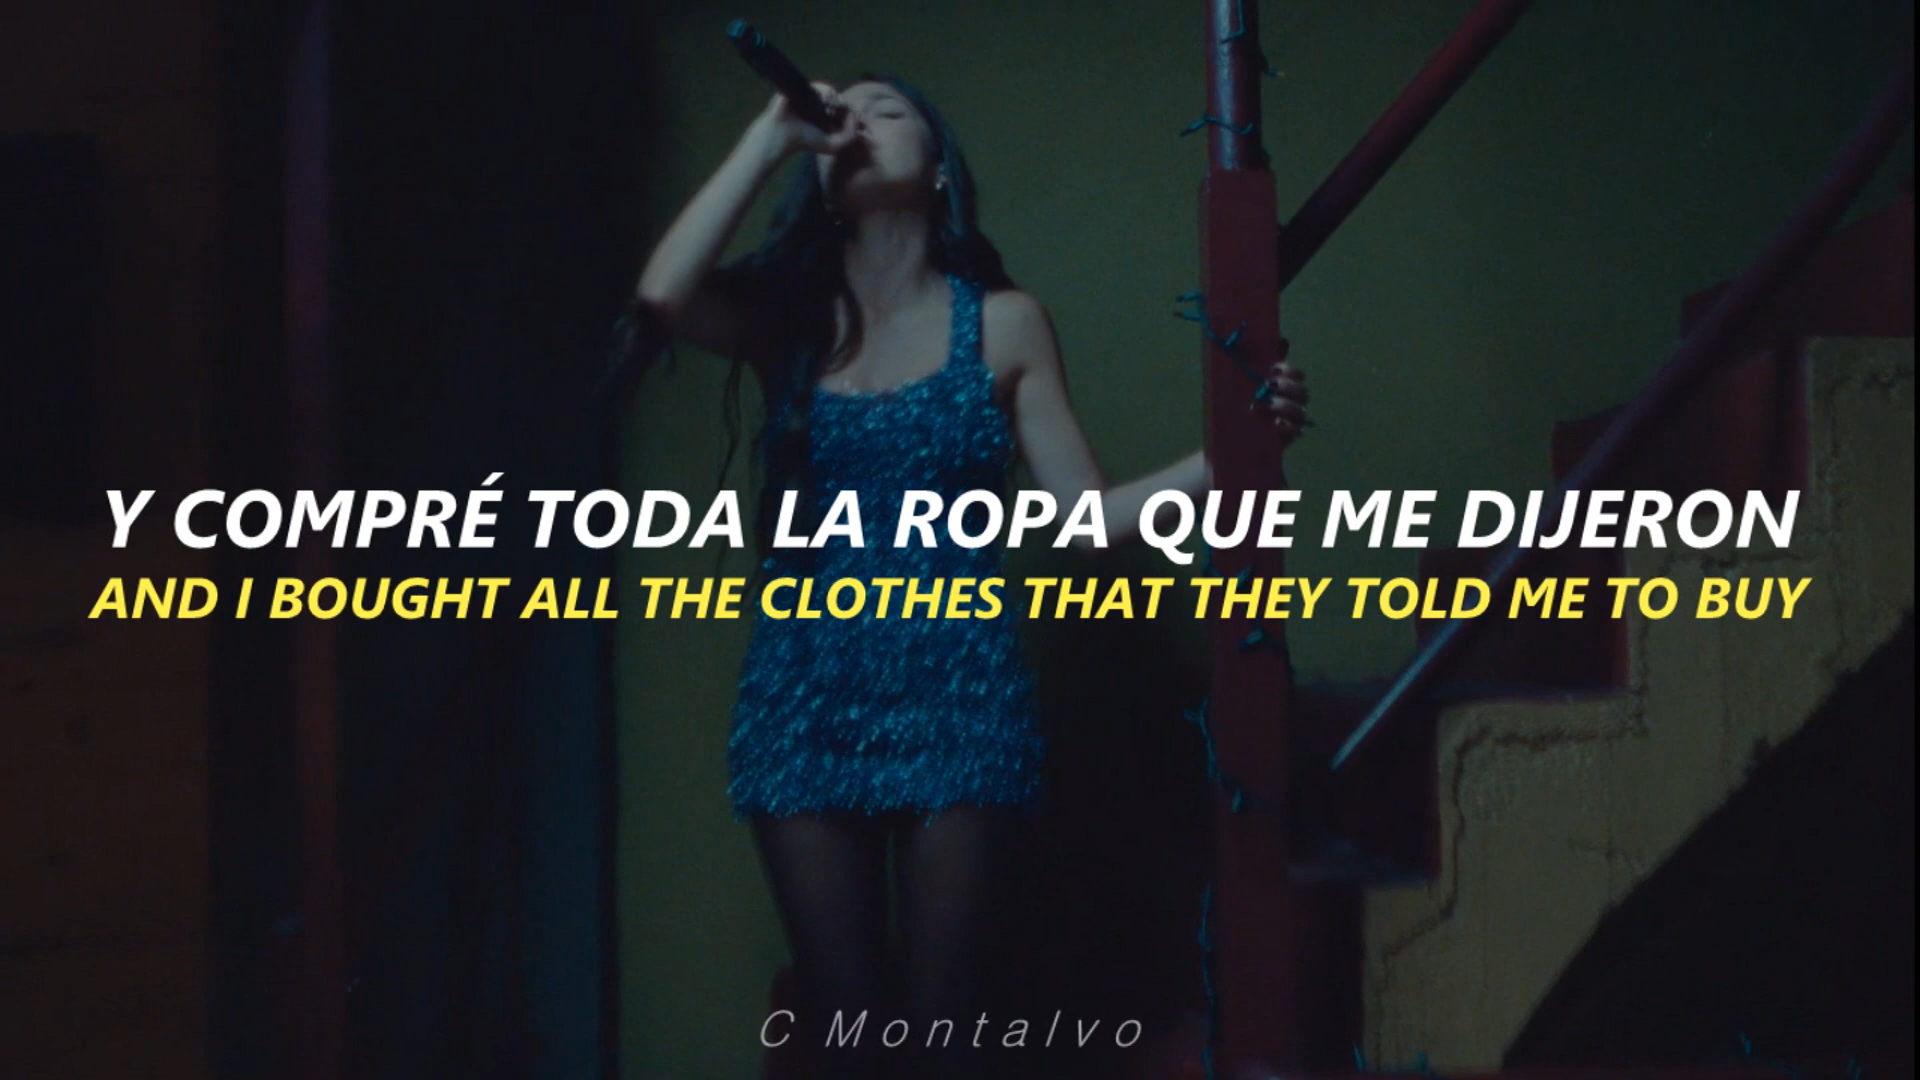 Y COMPRÉ TODA LA ROPA QUE ME DIJERON
AND I BOUGHT ALL THE CLOTHES THAT THEY TOLD ME TO BUY
C Montalvo